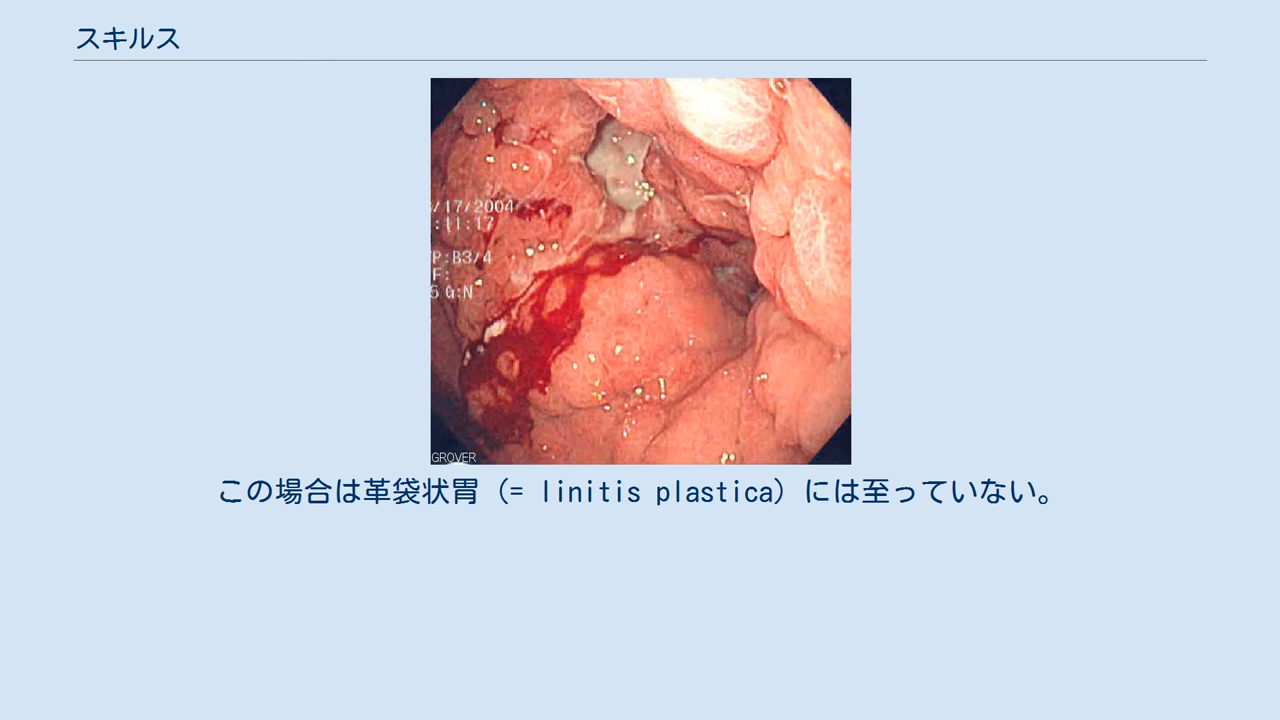 スキルス
/17/2004
:11:17
P:B3/4
F:
5 α:N
GROVER
この場合は革袋状胃 (= linitis plastica) には至っていない。